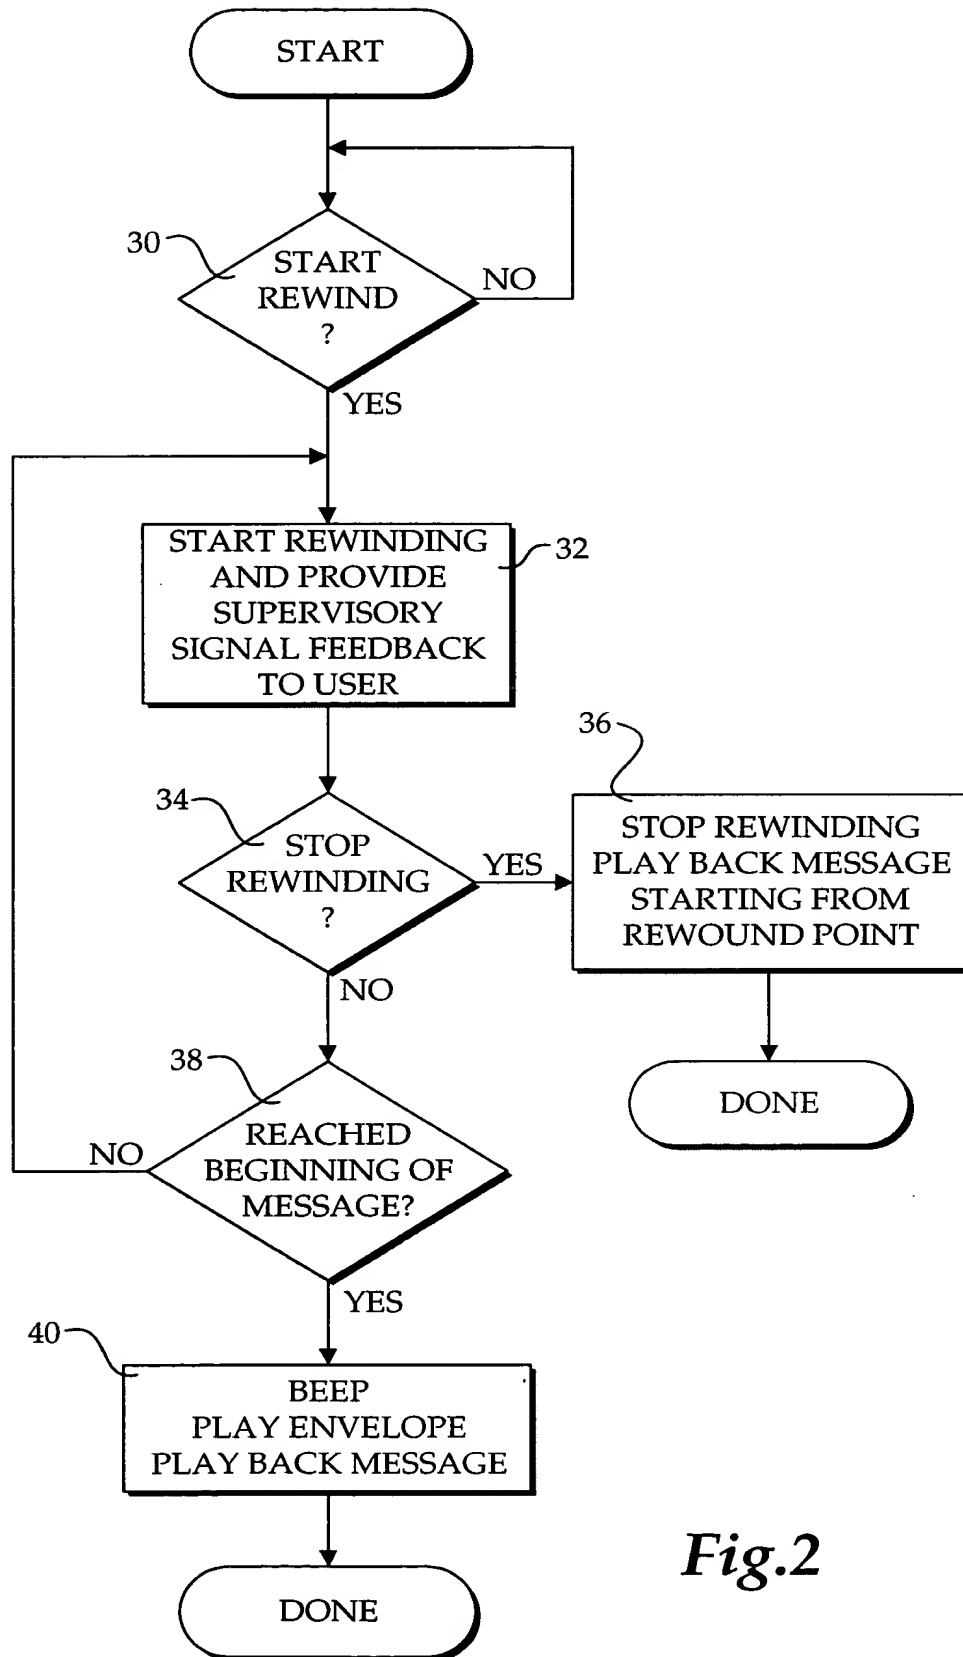 START
30
START
REWIND
?
NO
YES
START REWINDING
AND PROVIDE
SUPERVISORY
SIGNAL FEEDBACK
TO USER
32
34
STOP
REWINDING
?
YES
NO
36
STOP REWINDING
PLAY BACK MESSAGE
STARTING FROM
REWOUND POINT
DONE
38
REACHED
BEGINNING OF
MESSAGE?
NO
YES
40
BEEP
PLAY ENVELOPE
PLAY BACK MESSAGE
DONE
Fig.2